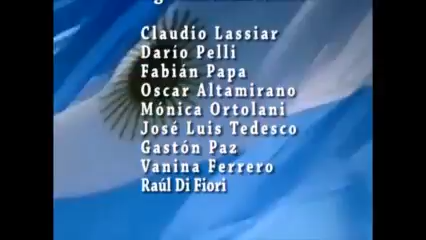 Claudio Lassiar
Darío Pelli
Fabián Papa
Oscar Altamirano
Mónica Ortolani
José Luis Tedesco
Gastón Paz
Vanina Ferrero
Raúl Di Fiori